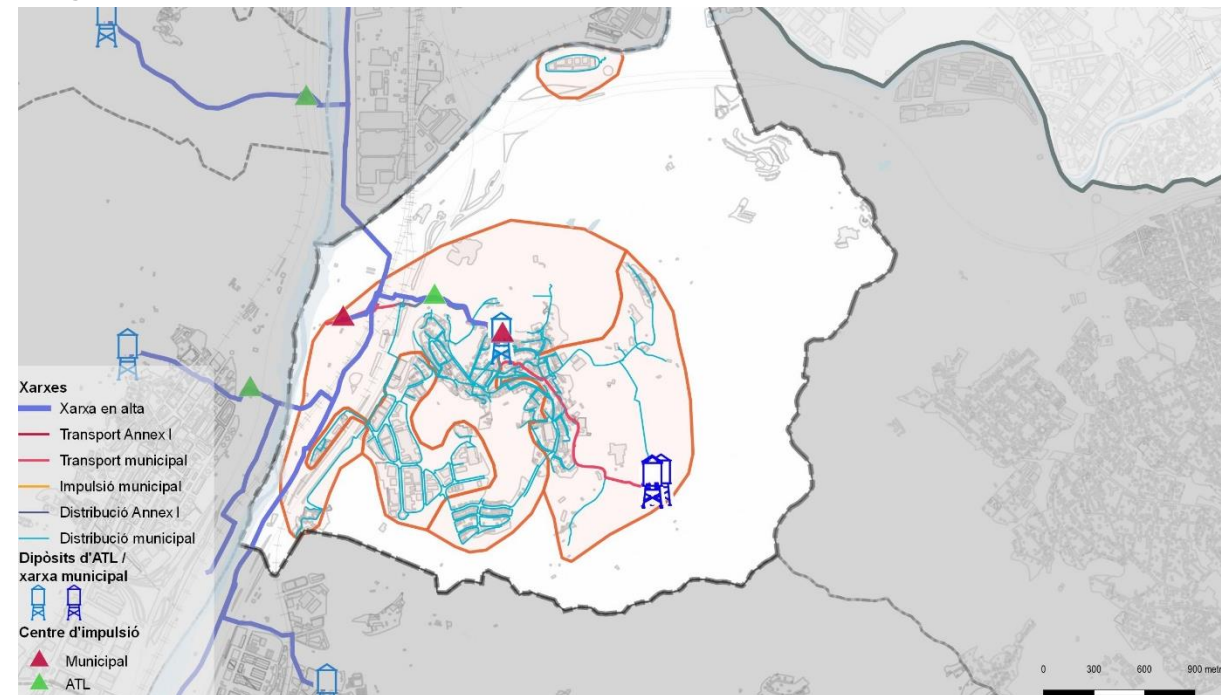 Xarxes
Xarxa en alta
Transport Annex I
Transport municipal
Impulsió municipal
Distribució Annex I
Distribució municipal
Dipòsits d'ATL /
xarxa municipal
Centre d'impulsió
Municipal
ATL
0 300 600 900 metr